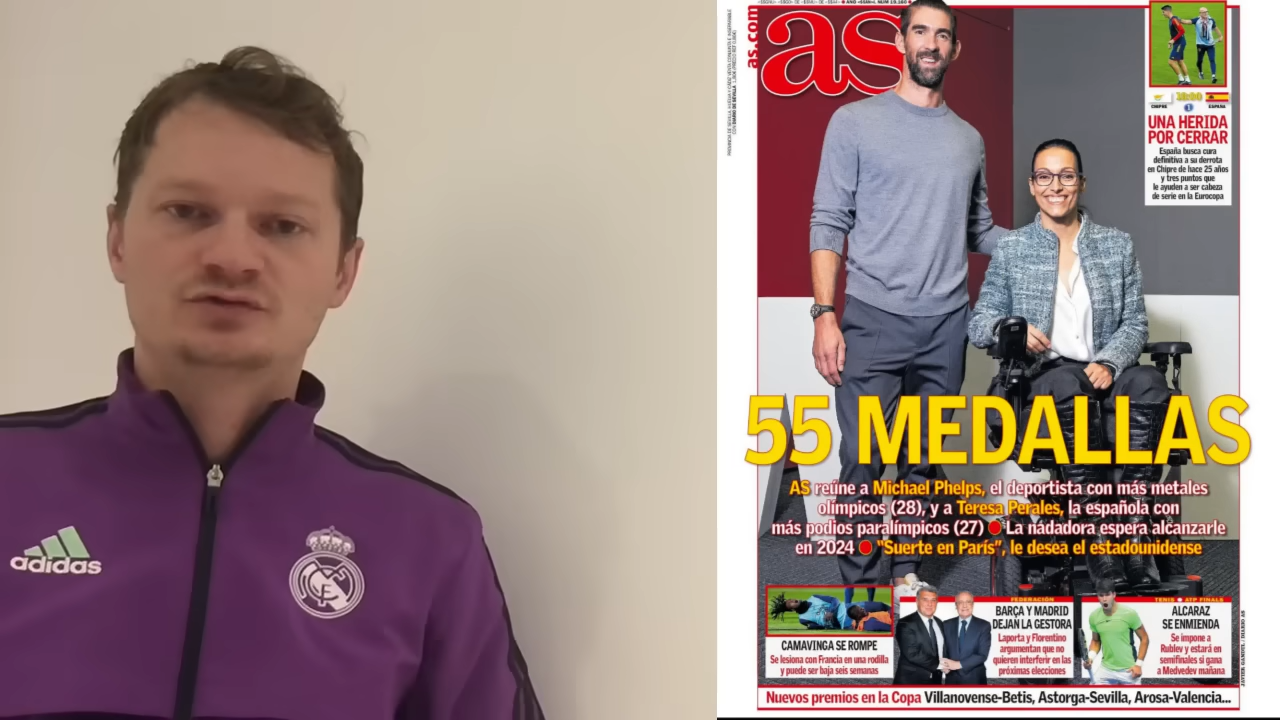 adidas
as.com
as
CHIPRE
ESPAÑA
UNA HERIDA
POR CERRAR
España busca cura
definitiva a su derrota
en Chipre de hace 25 años
y tres puntos que
le ayuden a ser cabeza
de serie en la Eurocopa
55 MEDALLAS
AS reúne a Michael Phelps, el deportista con más metales
olímpicos (28), y a Teresa Perales, la española con
más podios paralímpicos (27) ● La nadadora espera alcanzarle
en 2024 ● “Suerte en París”, le desea el estadounidense
CAMAVINGA SE ROMPE
Se lesiona con Francia en una rodilla
y puede ser baja seis semanas
FEDERACIÓN
BARÇA Y MADRID
DEJAN LA GESTORA
Laporta y Florentino
argumentan que no
quieren interferir en las
próximas elecciones
TENIS ● ATP FINALS
ALCARAZ
SE ENMIENDA
Se impone a
Rublev y estará en
semifinales si gana
a Medvedev mañana
Nuevos premios en la Copa Villanovense-Betis, Astorga-Sevilla, Arosa-Valencia...